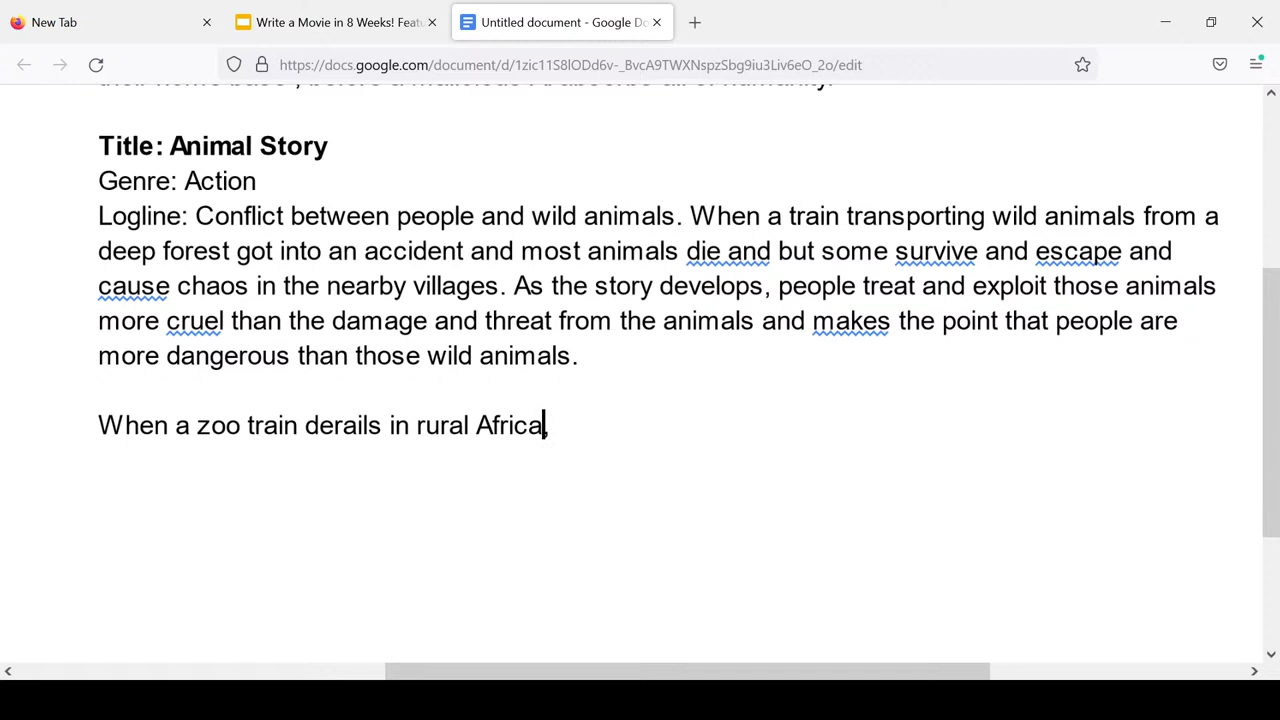 New Tab
Write a Movie in 8 Weeks! Featu
Untitled document - Google Do
https://docs.google.com/document/d/1zic11S8lODd6v-_BvcA9TWXNspzSbg9iu3Liv6eO_2o/edit
Title: Animal Story
Genre: Action
Logline: Conflict between people and wild animals. When a train transporting wild animals from a
deep forest got into an accident and most animals die and but some survive and escape and
cause chaos in the nearby villages. As the story develops, people treat and exploit those animals
more cruel than the damage and threat from the animals and makes the point that people are
more dangerous than those wild animals.
When a zoo train derails in rural Africa,